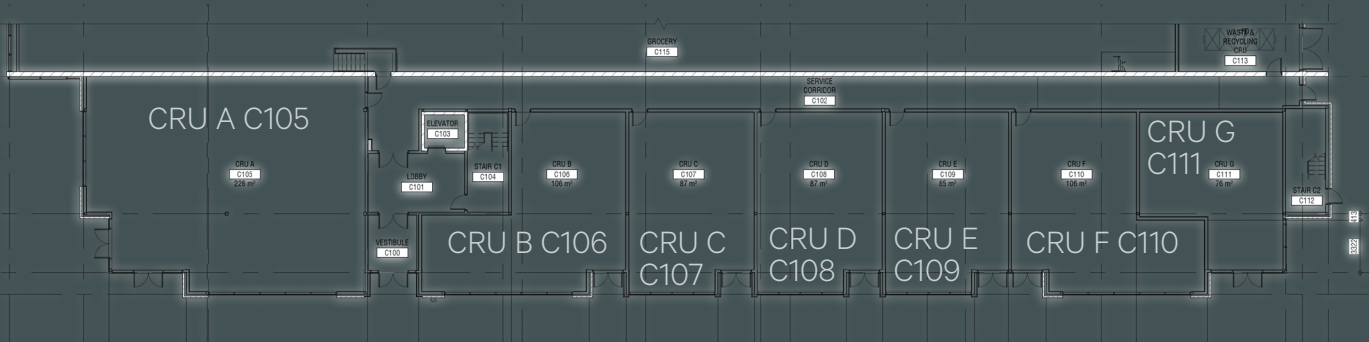 GROCERY
C115
WASTE &
RECYCLING
CRU
C113
SERVICE
CORRIDOR
C102
CRU A C105
CRU A
C105
226 m²
ELEVATOR
C103
STAIR C1
C104
LOBBY
C101
VESTIBULE
C100
CRU B
C106
106 m²
CRU B C106
CRU C
C107
87 m²
CRU C
C107
CRU D
C108
87 m²
CRU D
C108
CRU E
C109
85 m²
CRU E
C109
CRU F
C110
106 m²
CRU F C110
CRU G
C111
CRU G
C111
76 m²
STAIR C2
C112